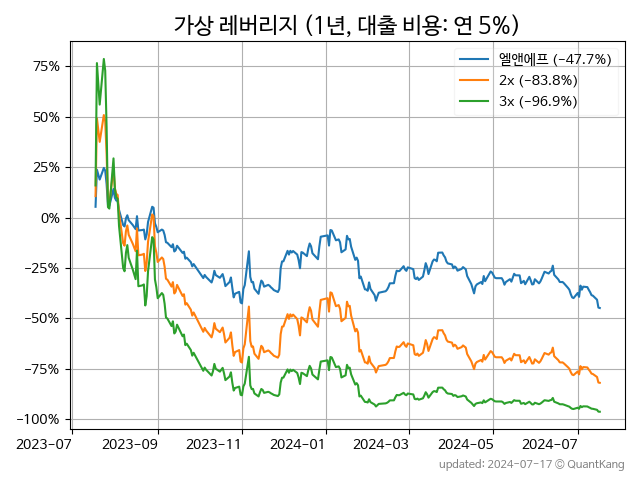 가상 레버리지 (1년, 대출 비용: 연 5%)
엘앤에프 (−47.7%)
2x (−83.8%)
3x (−96.9%)
75%
50%
25%
0%
−25%
−50%
−75%
−100%
2023-07 2023-09 2023-11 2024-01 2024-03 2024-05 2024-07
updated: 2024-07-17 © QuantKang